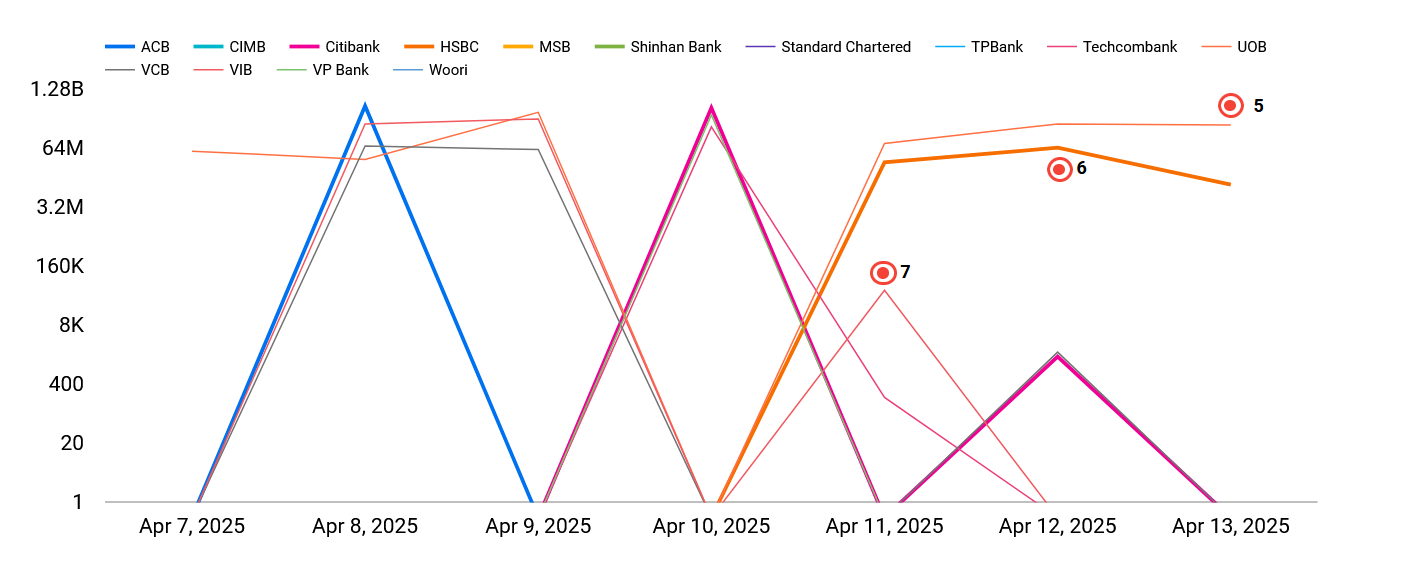 ACB CIMB Citibank HSBC MSB Shinhan Bank Standard Chartered TPBank Techcombank UOB
VCB VIB VP Bank Woori
1.28B
64M
3.2M
160K
8K
400
20
1
5
6
7
Apr 7, 2025 Apr 8, 2025 Apr 9, 2025 Apr 10, 2025 Apr 11, 2025 Apr 12, 2025 Apr 13, 2025